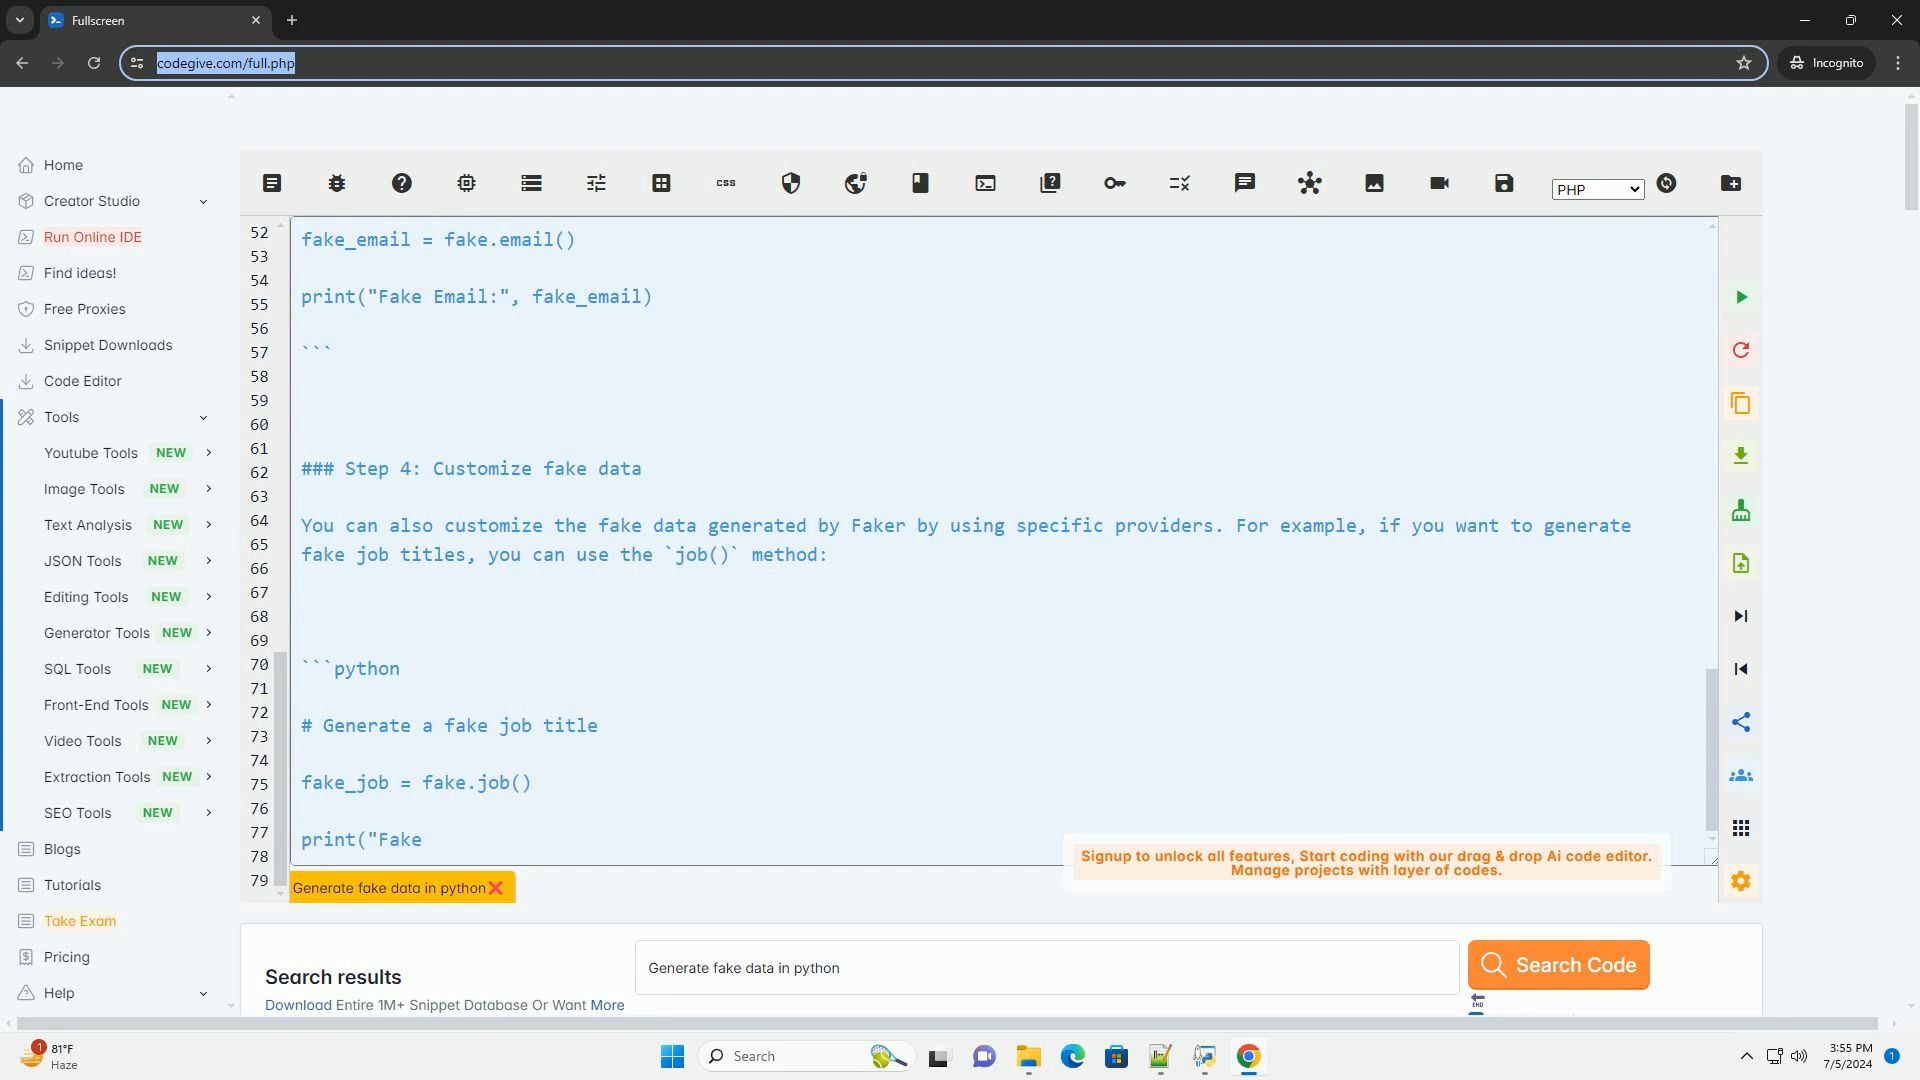 Fullscreen
codegive.com/full.php
Incognito
Home
Creator Studio
Run Online IDE
Find ideas!
Free Proxies
Snippet Downloads
Code Editor
Tools
Youtube Tools NEW
Image Tools NEW
Text Analysis NEW
JSON Tools NEW
Editing Tools NEW
Generator Tools NEW
SQL Tools NEW
Front-End Tools NEW
Video Tools NEW
Extraction Tools NEW
SEO Tools NEW
Blogs
Tutorials
Take Exam
Pricing
Help
css
PHP
52
53
54
55
56
57
58
59
60
61
62
63
64
65
66
67
68
69
70
71
72
73
74
75
76
77
78
79
fake_email = fake.email()
print("Fake Email:", fake_email)
```
### Step 4: Customize fake data
You can also customize the fake data generated by Faker by using specific providers. For example, if you want to generate
fake job titles, you can use the `job()` method:
```python
# Generate a fake job title
fake_job = fake.job()
print("Fake
Signup to unlock all features, Start coding with our drag & drop Ai code editor.
Manage projects with layer of codes.
Generate fake data in python
Search results
Download Entire 1M+ Snippet Database Or Want More
Generate fake data in python
Search Code
END
1
81°F
Haze
Search
3:55 PM
7/5/2024
1